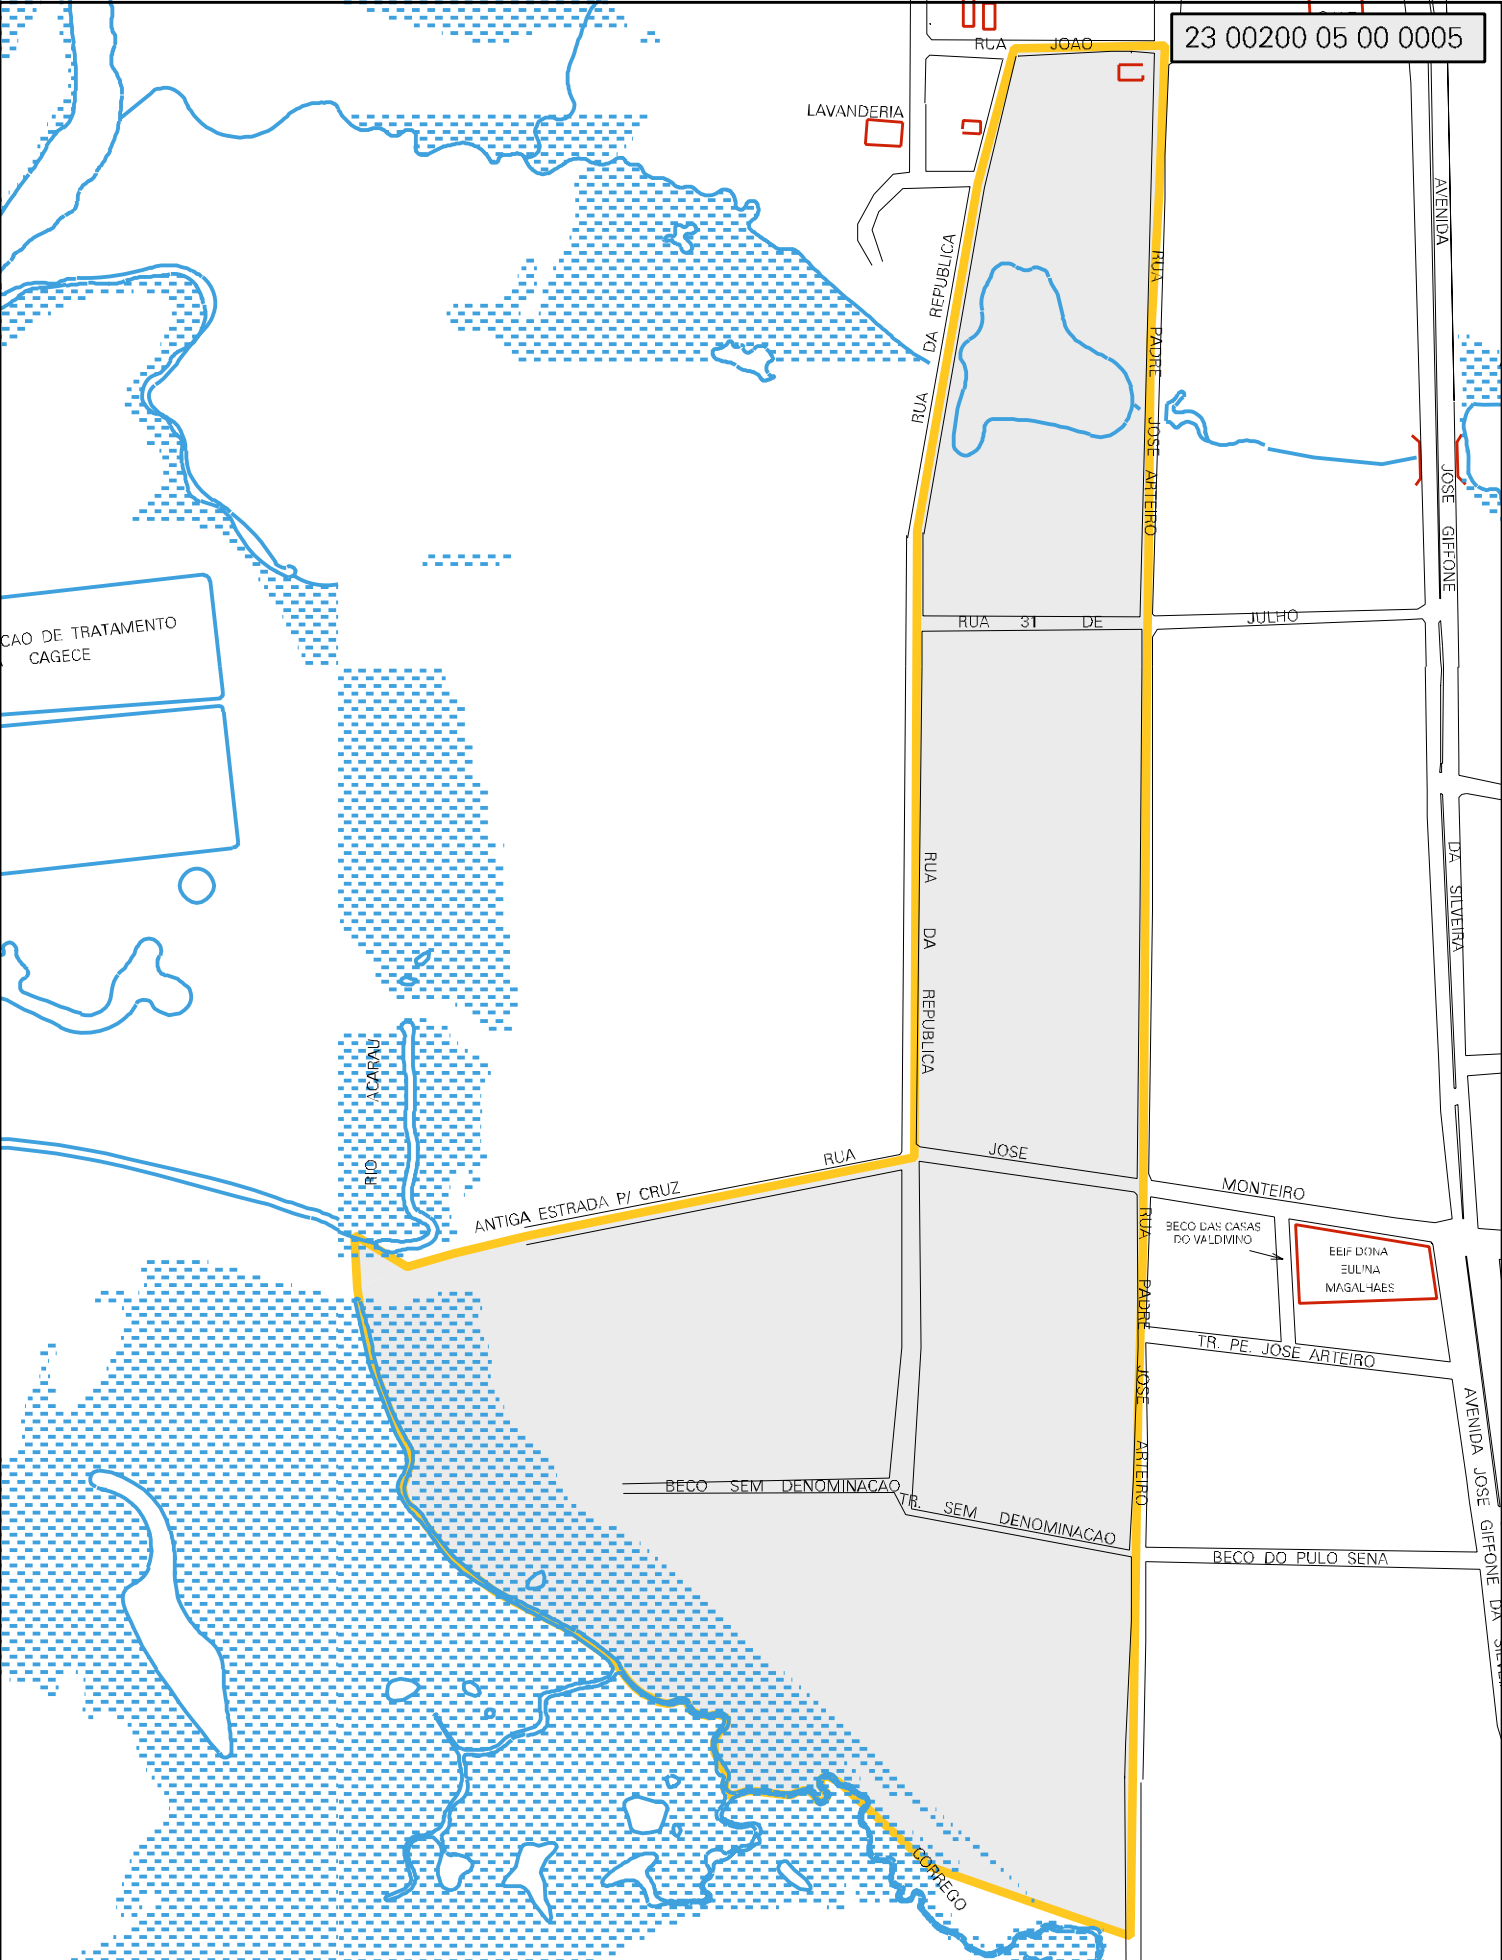 23 00200 05 00 0005
RUA JOAO
LAVANDERIA
AVENIDA
RUA DA REPUBLICA
RUA PADRE JOSE ARTEIRO
JOSE GIFFONE
CAO DE TRATAMENTO
CAGECE
RUA 31 DE JULHO
RUA DA REPUBLICA
DA SILVEIRA
RIO ACARAU
ANTIGA ESTRADA P/ CRUZ
RUA JOSE MONTEIRO
BECO DAS CASAS
DO VALDIVINO
EEIF DONA
EULINA
MAGALHAES
RUA PADRE JOSE ARTEIRO
TR. PE. JOSE ARTEIRO
AVENIDA JOSE GIFFONE DA
BECO SEM DENOMINACAO
TR. SEM DENOMINACAO
BECO DO PULO SENA
CORREGO